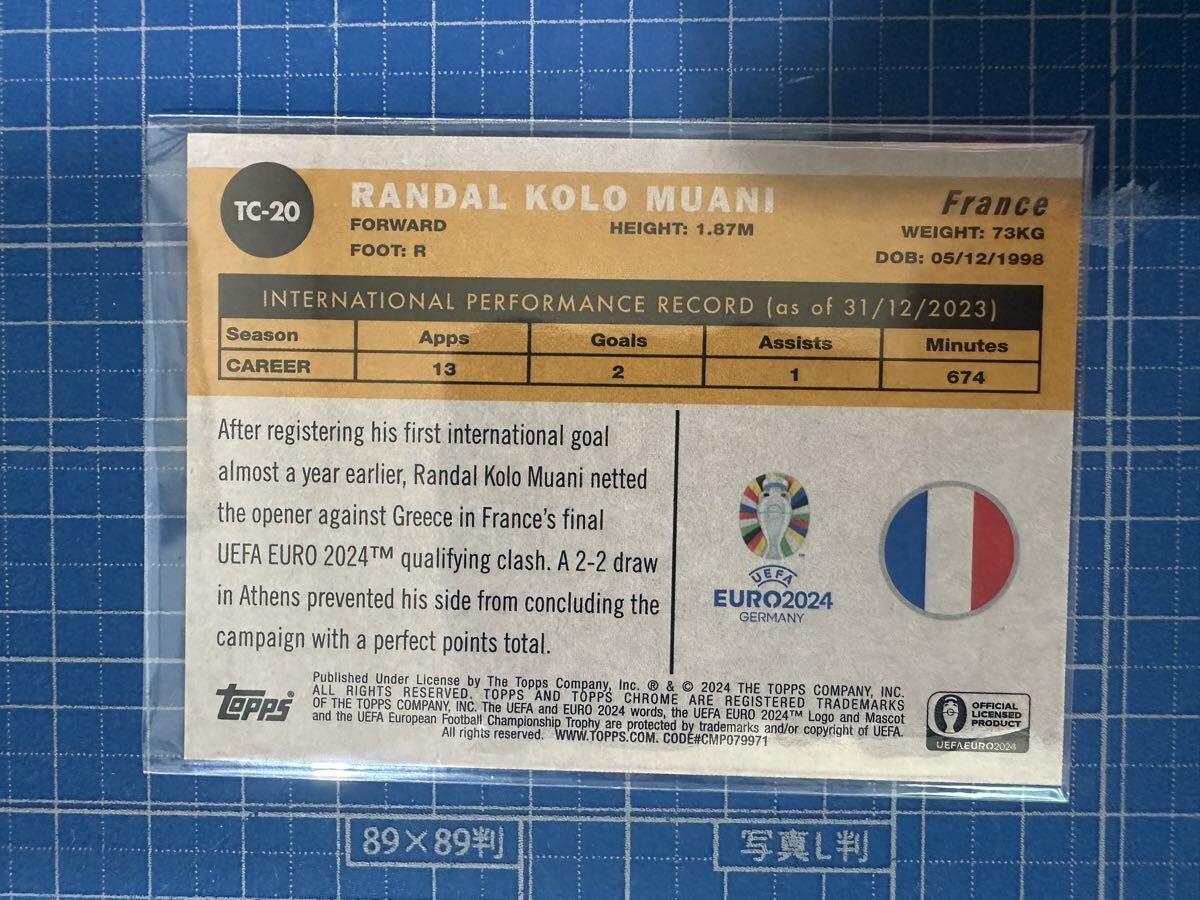 TC-20
RANDAL KOLO MUANI
France
FORWARD
HEIGHT: 1.87M
WEIGHT: 73KG
FOOT: R
DOB: 05/12/1998
INTERNATIONAL PERFORMANCE RECORD (as of 31/12/2023)
Season Apps Goals Assists Minutes
CAREER 13 2 1 674
After registering his first international goal
almost a year earlier, Randal Kolo Muani netted
the opener against Greece in France's final
UEFA EURO 2024™ qualifying clash. A 2-2 draw
in Athens prevented his side from concluding the
campaign with a perfect points total.
UEFA
EURO2024
GERMANY
Topps®
Published Under License by The Topps Company, Inc. ® & © 2024 THE TOPPS COMPANY, INC.
ALL RIGHTS RESERVED. TOPPS AND TOPPS CHROME ARE REGISTERED TRADEMARKS
OF THE TOPPS COMPANY, INC. The UEFA and EURO 2024 words, the UEFA EURO 2024™ Logo and Mascot
and the UEFA European Football Championship Trophy are protected by trademarks and/or copyright of UEFA.
All rights reserved. WWW.TOPPS.COM. CODE#CMP079971
OFFICIAL
LICENSED
PRODUCT
UEFAEURO2024
89×89判
写真L判